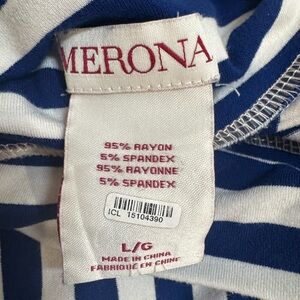 MERONA
95% RAYON
5% SPANDEX
95% RAYONNE
5% SPANDEX
ICL 15104390
L/G
MADE IN CHINA
FABRIQUÉ EN CHINE